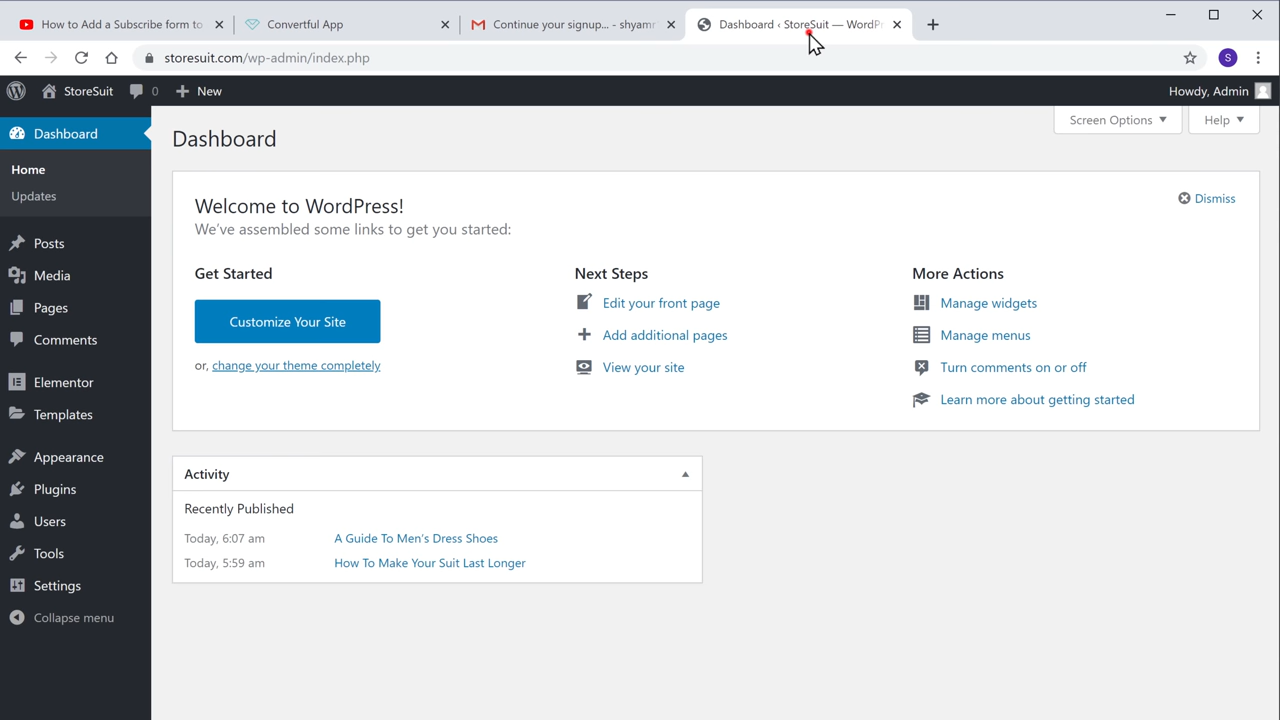 How to Add a Subscribe form to
Convertful App
Continue your signup... - shyamr
Dashboard ‹ StoreSuit — WordPr
storesuit.com/wp-admin/index.php
S
StoreSuit
0
New
Howdy, Admin
Dashboard
Home
Updates
Posts
Media
Pages
Comments
Elementor
Templates
Appearance
Plugins
Users
Tools
Settings
Collapse menu
Dashboard
Screen Options
Help
Welcome to WordPress!
We've assembled some links to get you started:
Dismiss
Get Started
Customize Your Site
or, change your theme completely
Next Steps
Edit your front page
Add additional pages
View your site
More Actions
Manage widgets
Manage menus
Turn comments on or off
Learn more about getting started
Activity
Recently Published
Today, 6:07 am
A Guide To Men's Dress Shoes
Today, 5:59 am
How To Make Your Suit Last Longer